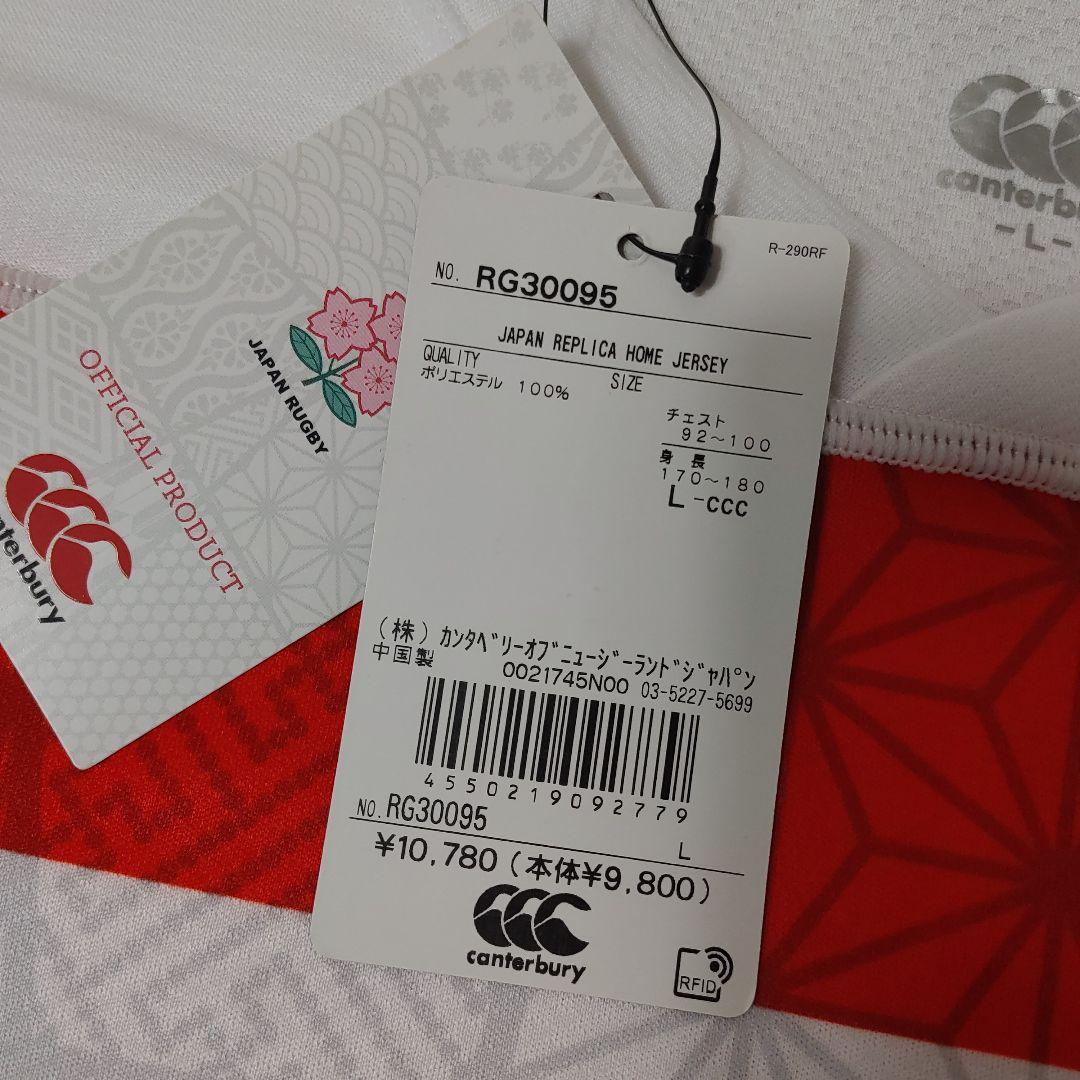 R-290RF
NO. RG30095
JAPAN REPLICA HOME JERSEY
QUALITY
SIZE
ポリエステル 100%
チェスト
92～100
身長
170～180
L-CCC
(株)カンタベリーオブニュージーランドジャパン
中国製
0021745N00 03-5227-5699
4550219092779
NO. RG30095
L
¥10,780(本体¥9,800)
canterbury
RFID
JAPAN RUGBY
OFFICIAL PRODUCT
-L-